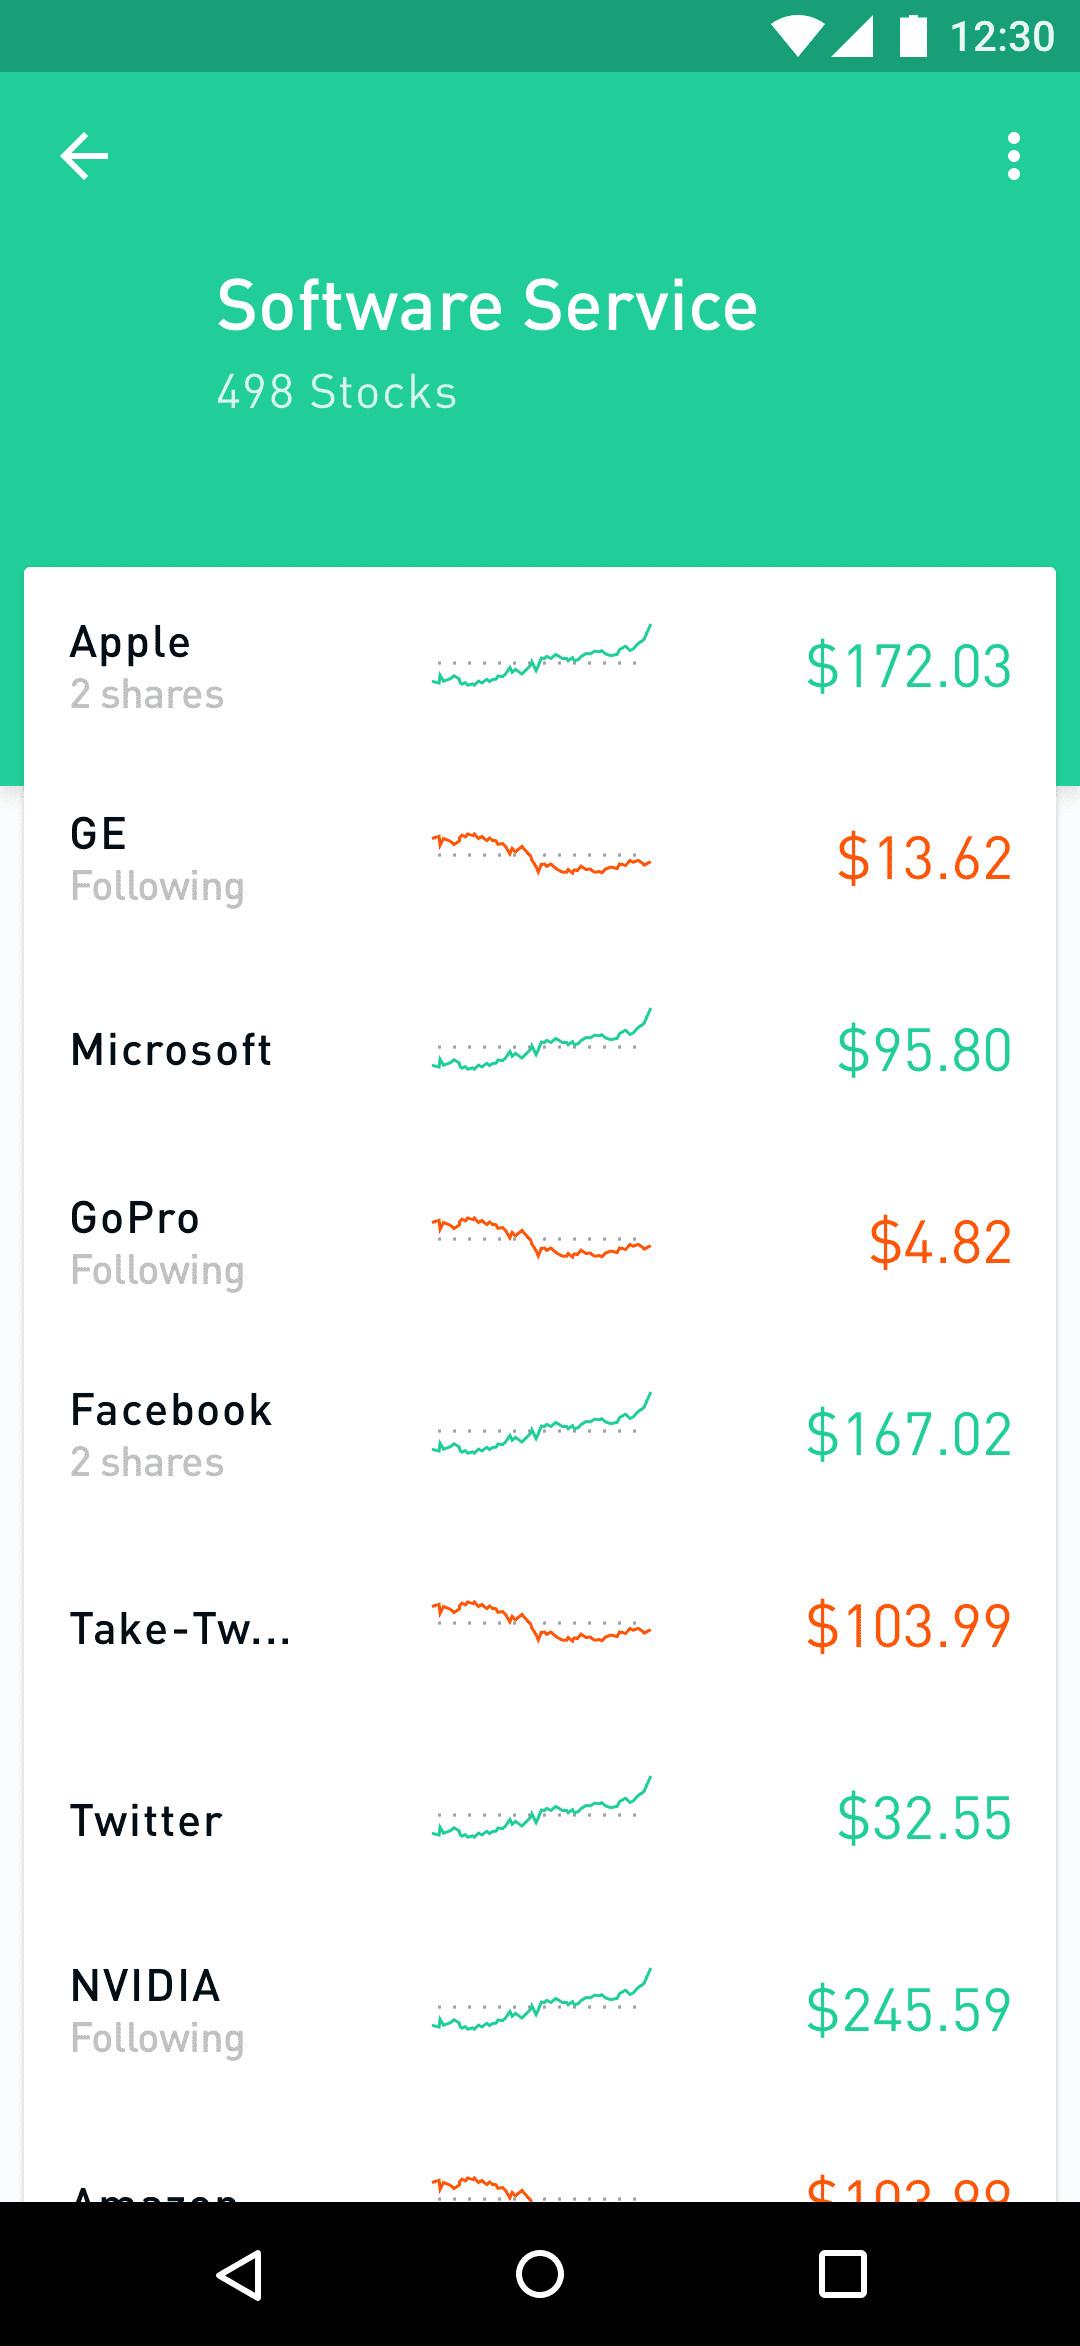 12:30
Software Service
498 Stocks
Apple
2 shares
$172.03
GE
Following
$13.62
Microsoft
$95.80
GoPro
Following
$4.82
Facebook
2 shares
$167.02
Take-Tw...
$103.99
Twitter
$32.55
NVIDIA
Following
$245.59
Amazon